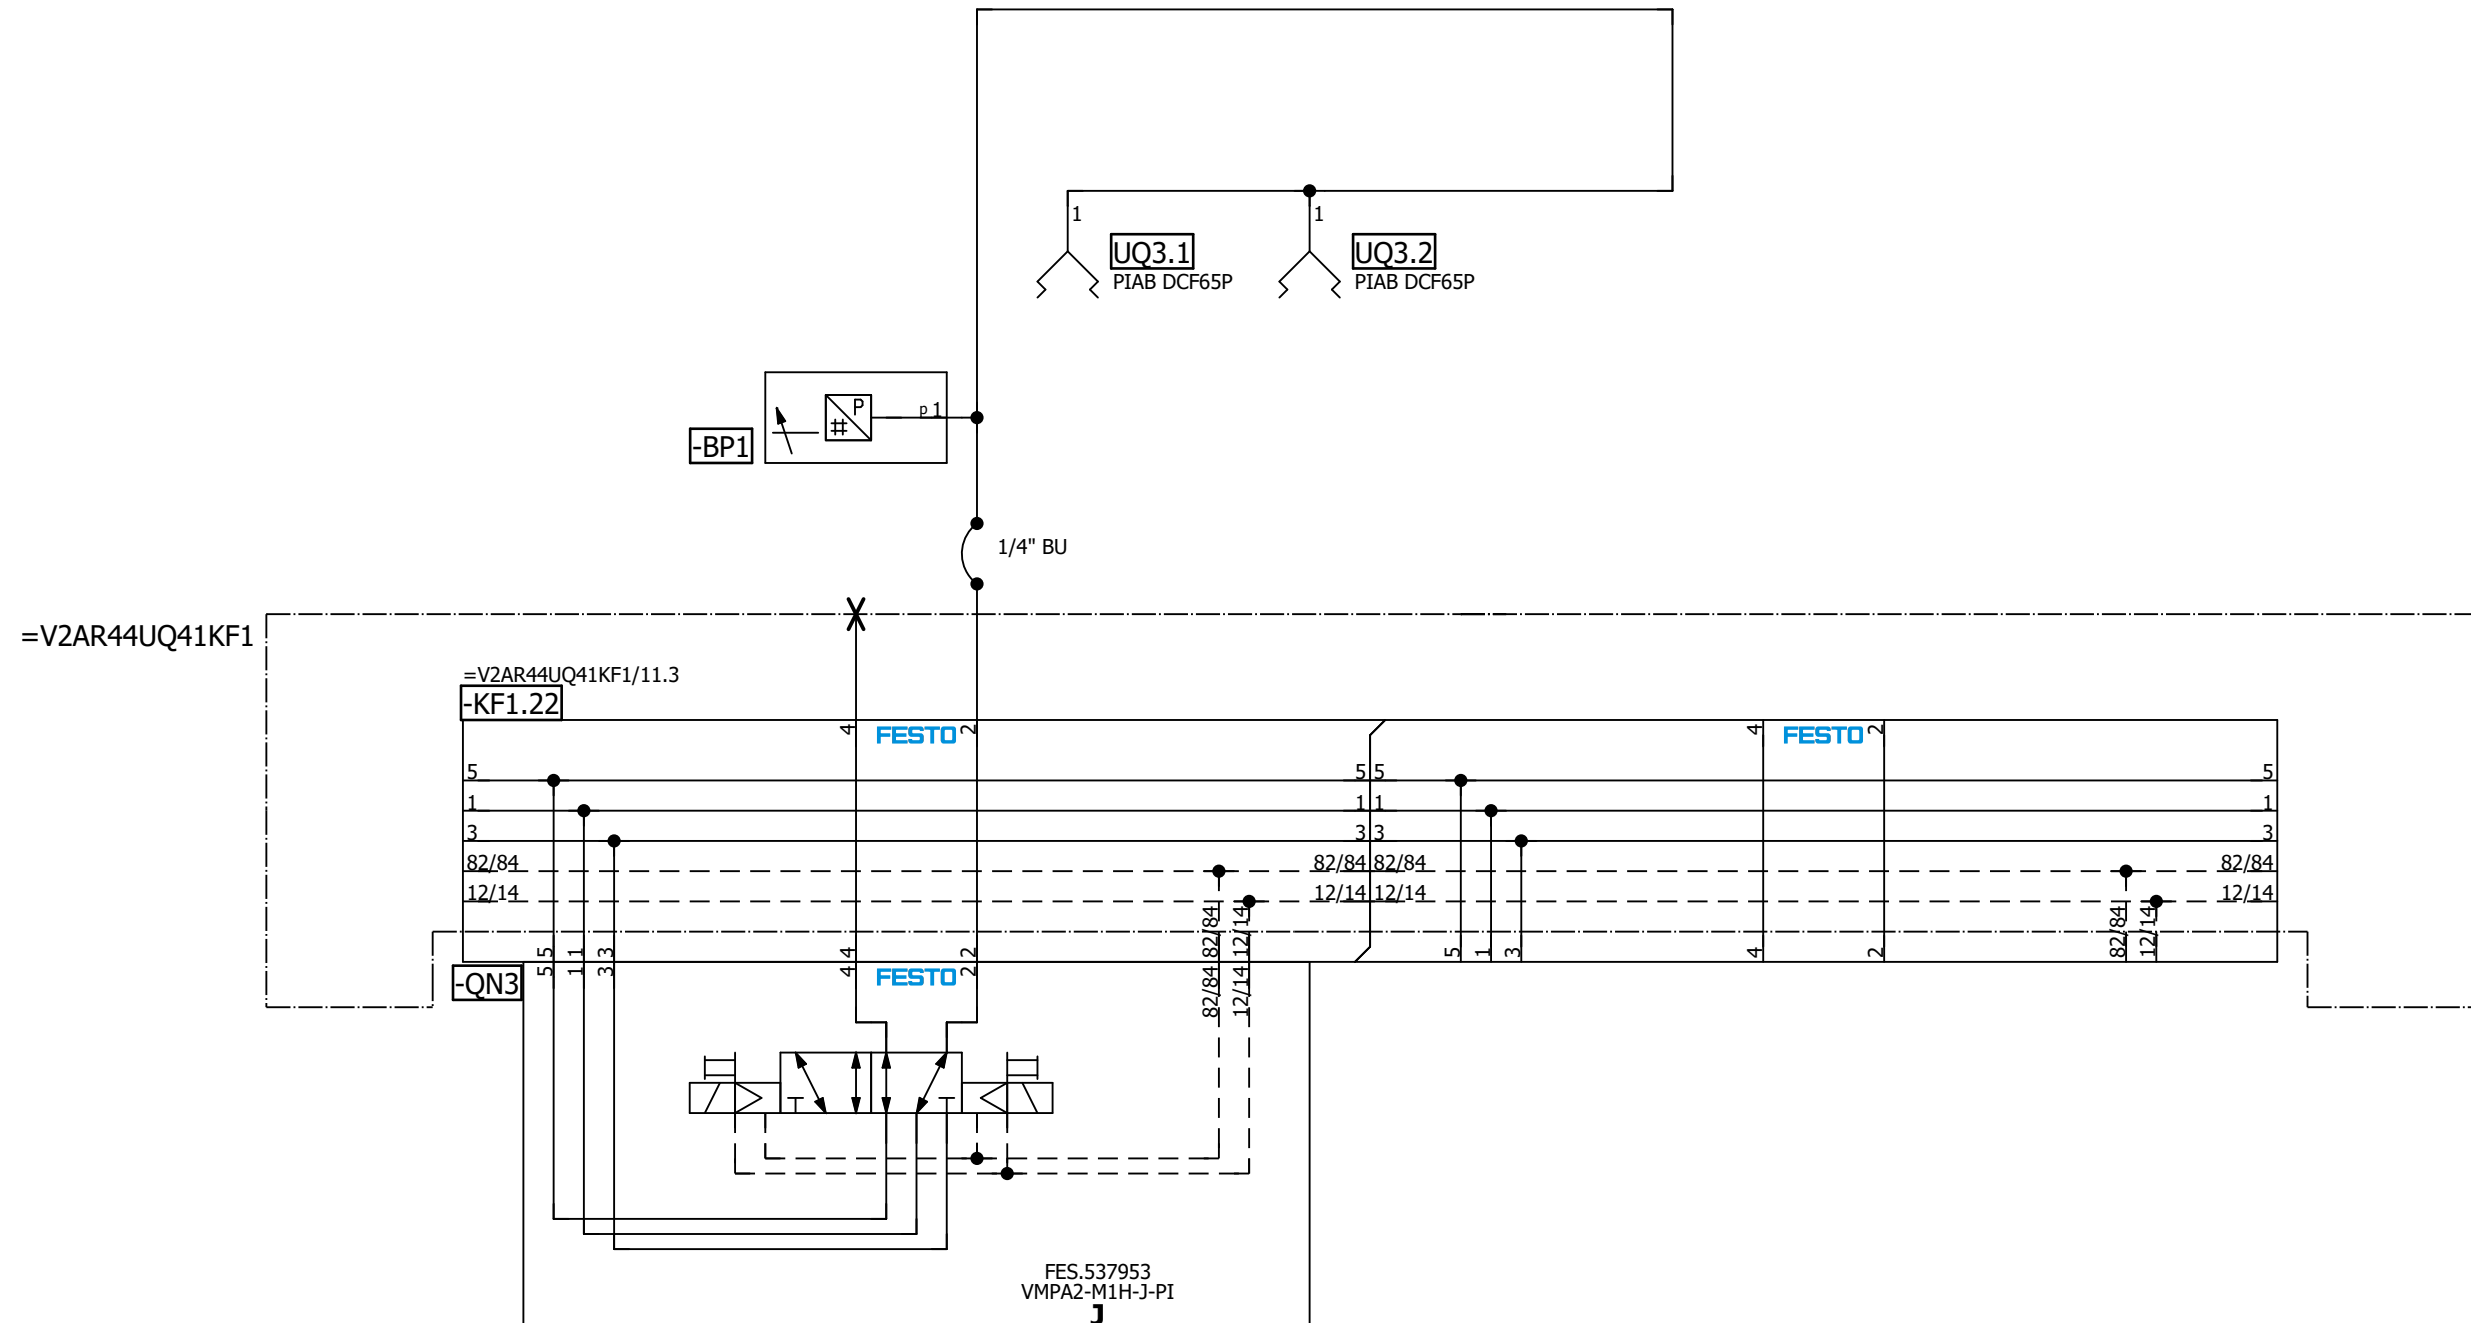 1
1
UQ3.1
UQ3.2
PIAB DCF65P
PIAB DCF65P
P
#
p 1
-BP1
1/4" BU
=V2AR44UQ41KF1
=V2AR44UQ41KF1/11.3
-KF1.22
4 FESTO 2
4 FESTO 2
5 5 5 5
1 1 1 1
3 3 3 3
82/84 82/84 82/84 82/84
12/14 12/14 12/14 12/14
5 1 3 4 2 82/84 12/14
5 1 3 4 2 82/84 12/14
-QN3
5 1 3 4 FESTO 2 82/84 12/14
FES.537953
VMPA2-M1H-J-PI
J